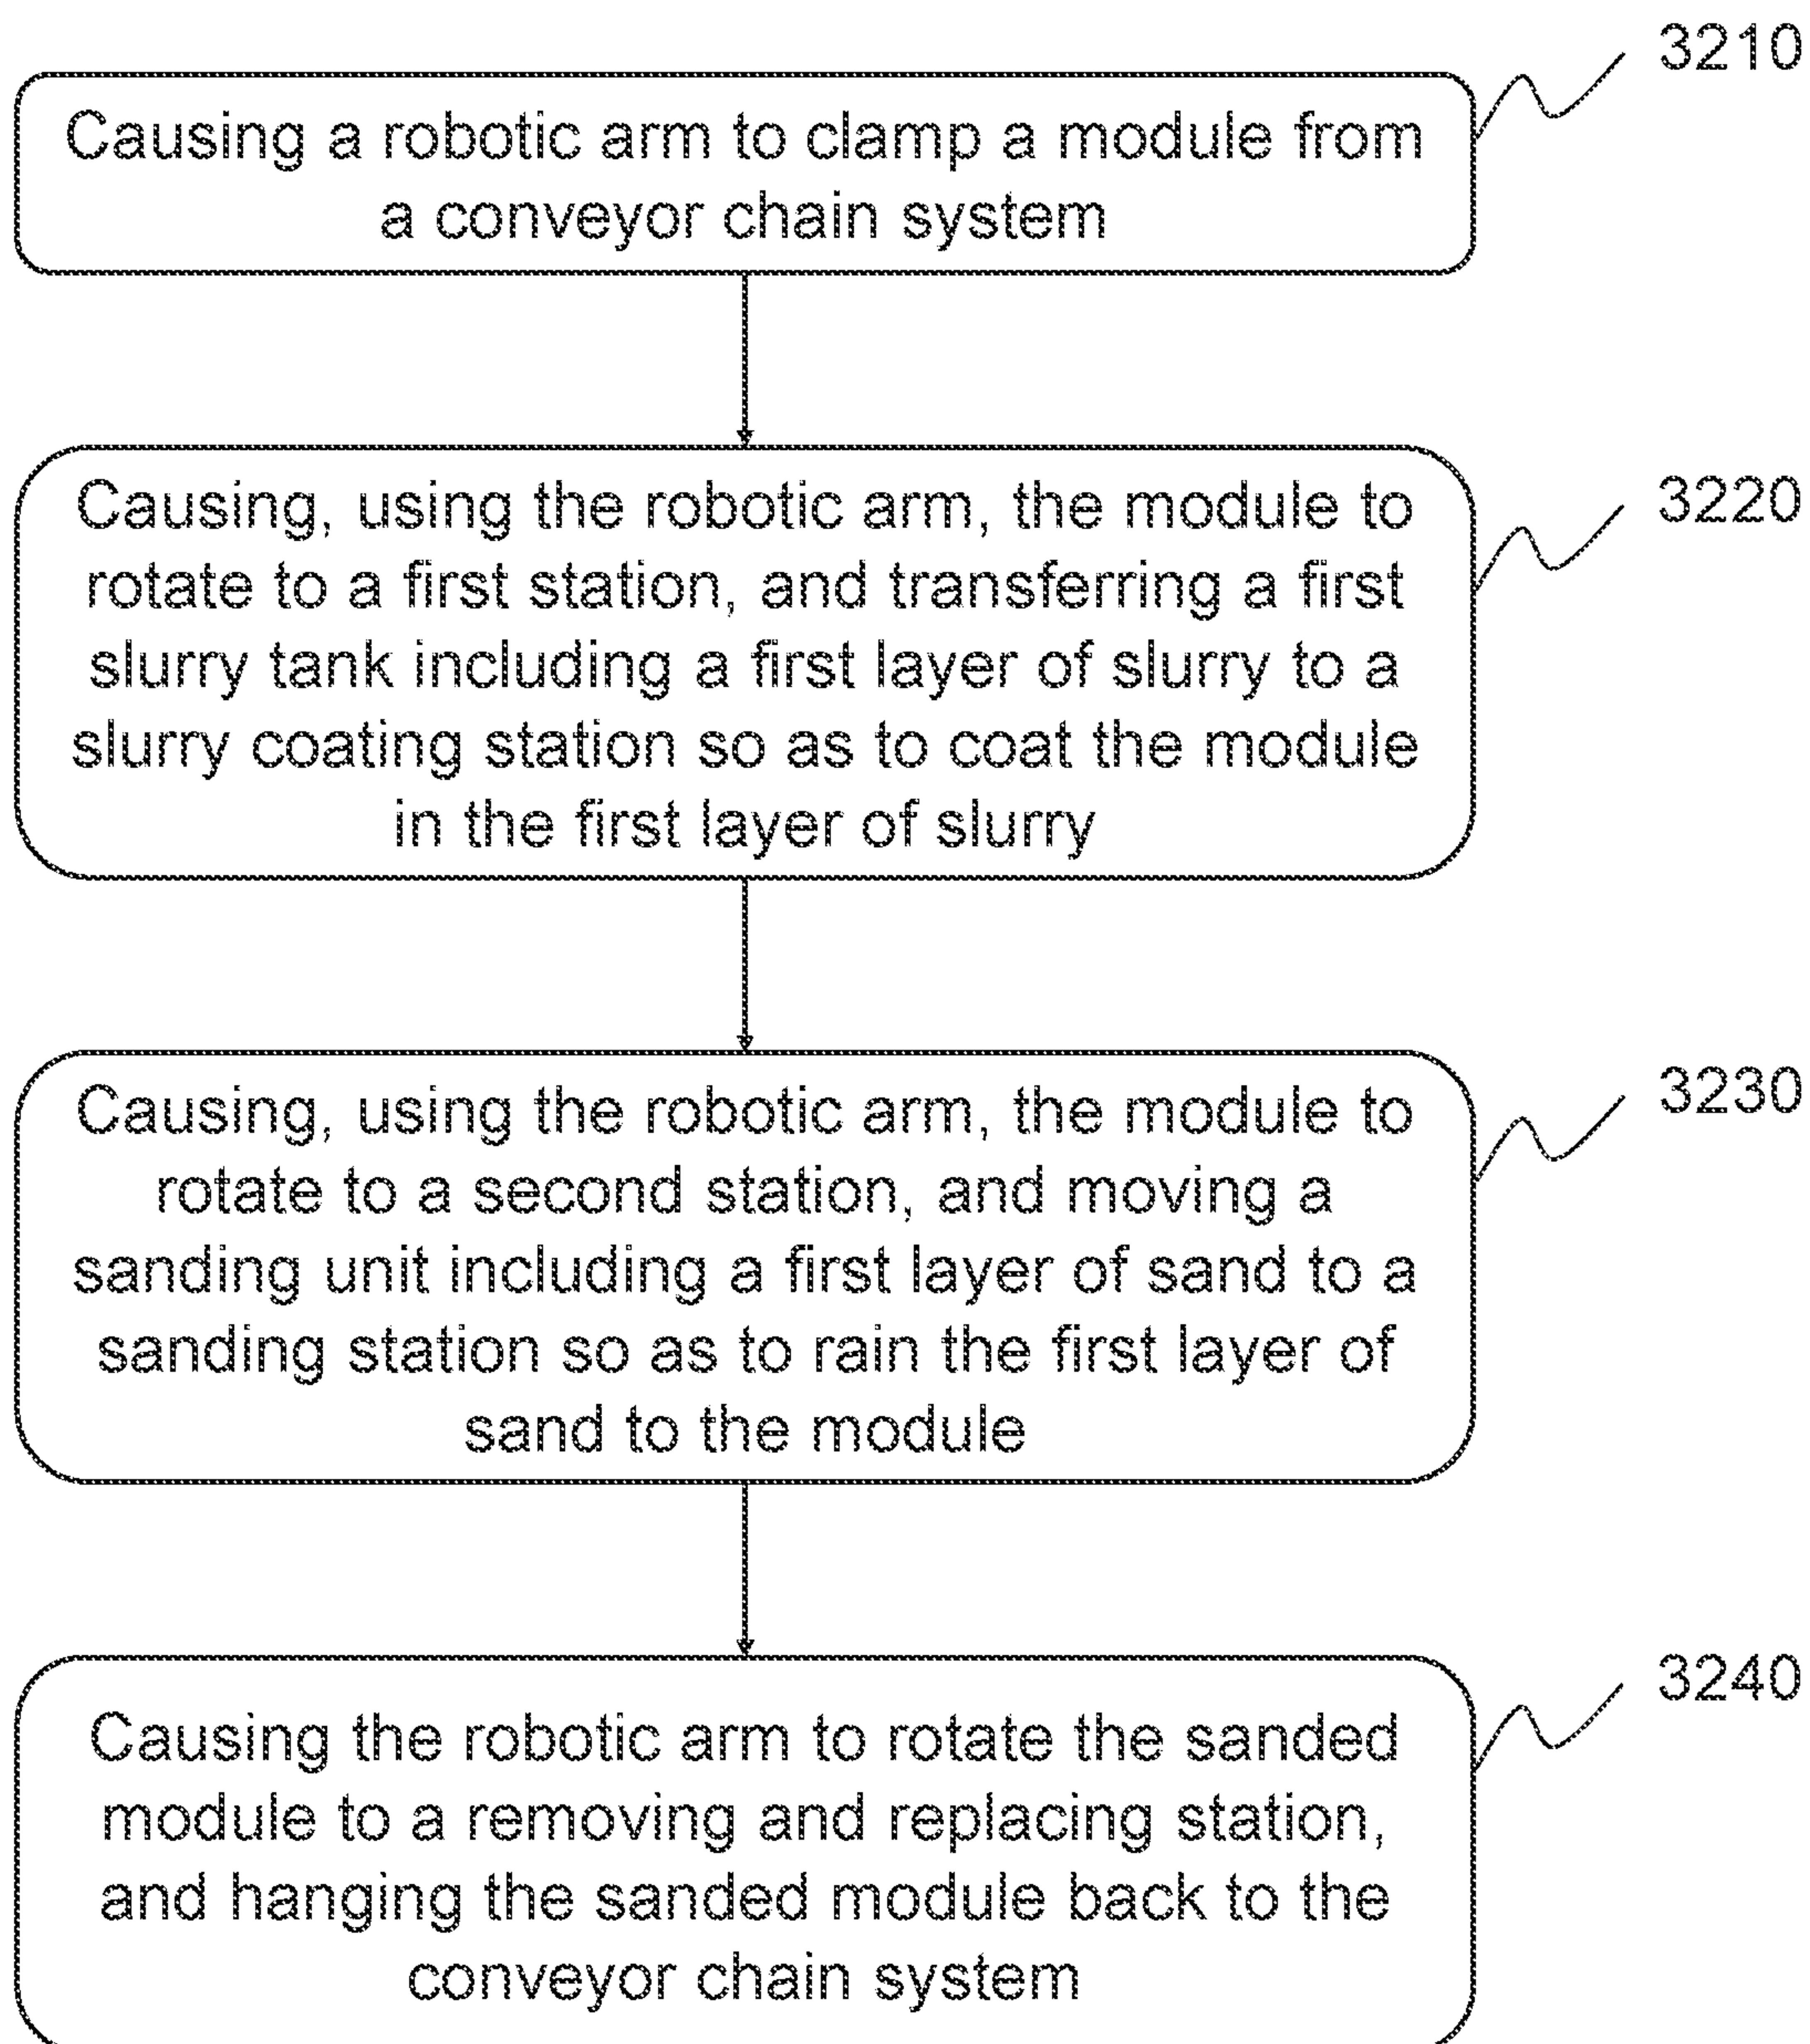 3210
Causing a robotic arm to clamp a module from
a conveyor chain system
3220
Causing, using the robotic arm, the module to
rotate to a first station, and transferring a first
slurry tank including a first layer of slurry to a
slurry coating station so as to coat the module
in the first layer of slurry
3230
Causing, using the robotic arm, the module to
rotate to a second station, and moving a
sanding unit including a first layer of sand to a
sanding station so as to rain the first layer of
sand to the module
3240
Causing the robotic arm to rotate the sanded
module to a removing and replacing station,
and hanging the sanded module back to the
conveyor chain system